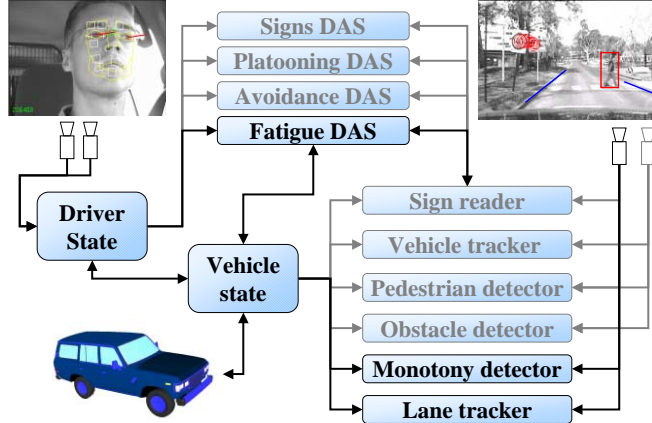 Signs DAS
Platooning DAS
Avoidance DAS
Fatigue DAS
Driver
State
Vehicle
state
Sign reader
Vehicle tracker
Pedestrian detector
Obstacle detector
Monotony detector
Lane tracker